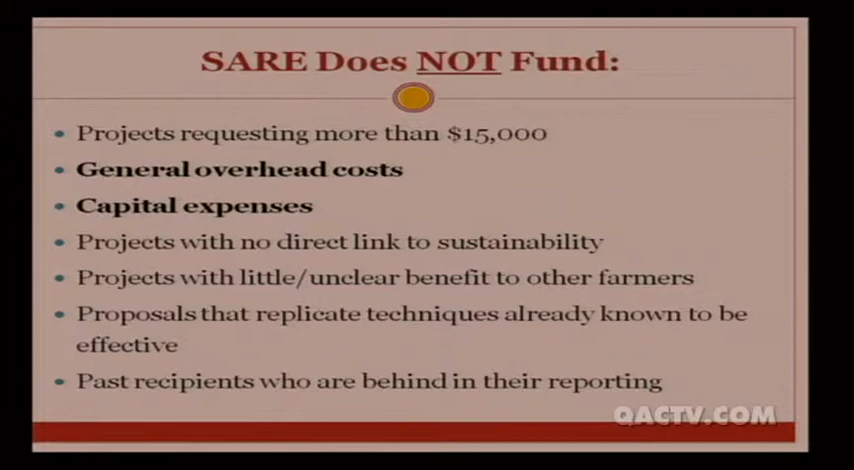 SARE Does NOT Fund:
Projects requesting more than $15,000
General overhead costs
Capital expenses
Projects with no direct link to sustainability
Projects with little/unclear benefit to other farmers
Proposals that replicate techniques already known to be
effective
Past recipients who are behind in their reporting
QACTV.COM